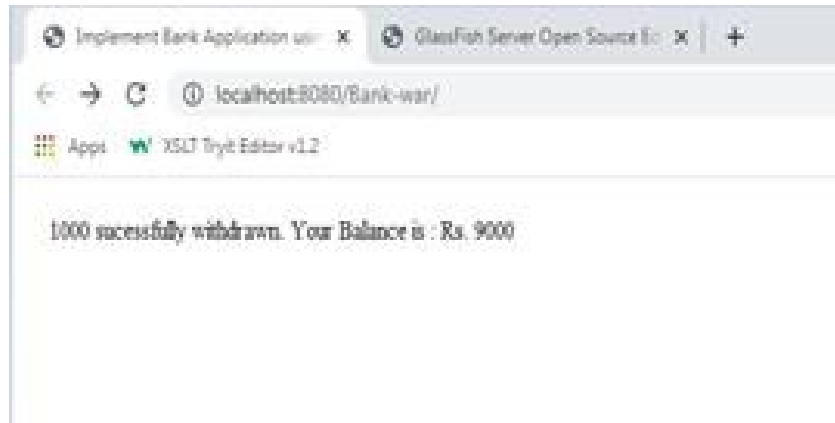 Implement Bank Application usi
GlassFish Server Open Source Ec
localhost:8080/Bank-war/
Apps
XSLT Tryit Editor v1.2
1000 sucessfully withdrawn. Your Balance is : Rs. 9000